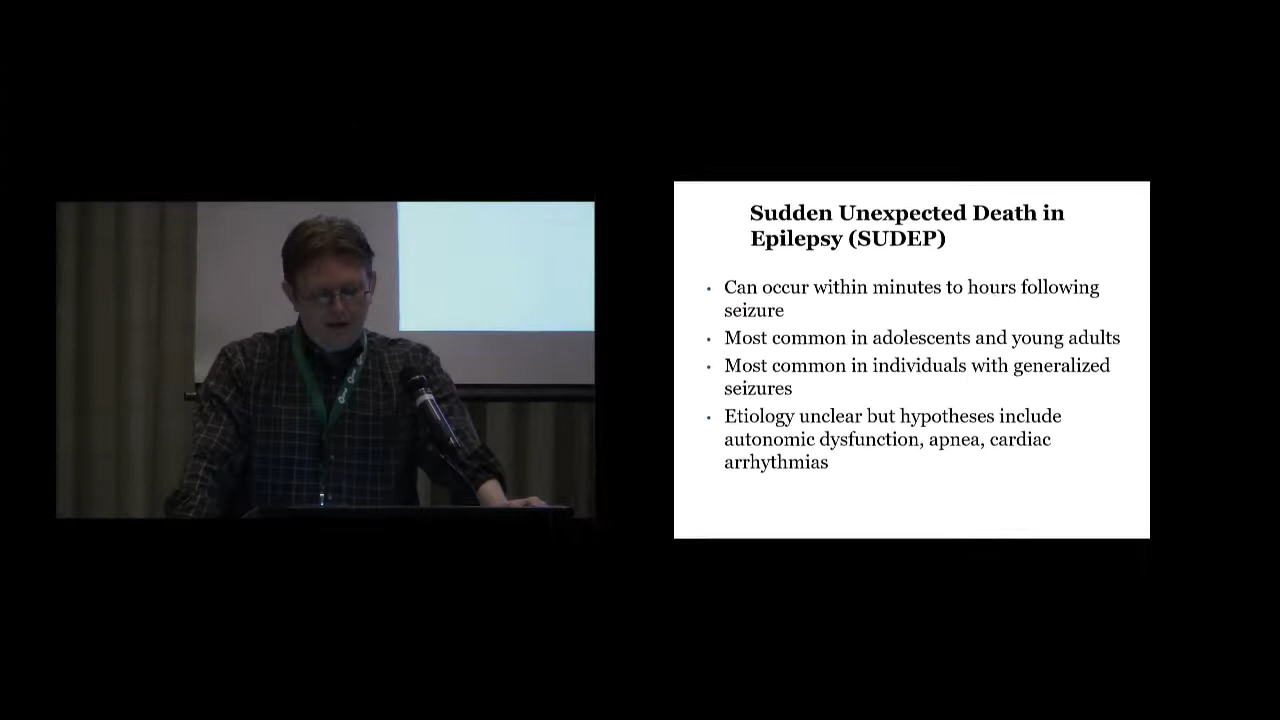 Sudden Unexpected Death in
Epilepsy (SUDEP)
• Can occur within minutes to hours following
seizure
• Most common in adolescents and young adults
• Most common in individuals with generalized
seizures
• Etiology unclear but hypotheses include
autonomic dysfunction, apnea, cardiac
arrhythmias